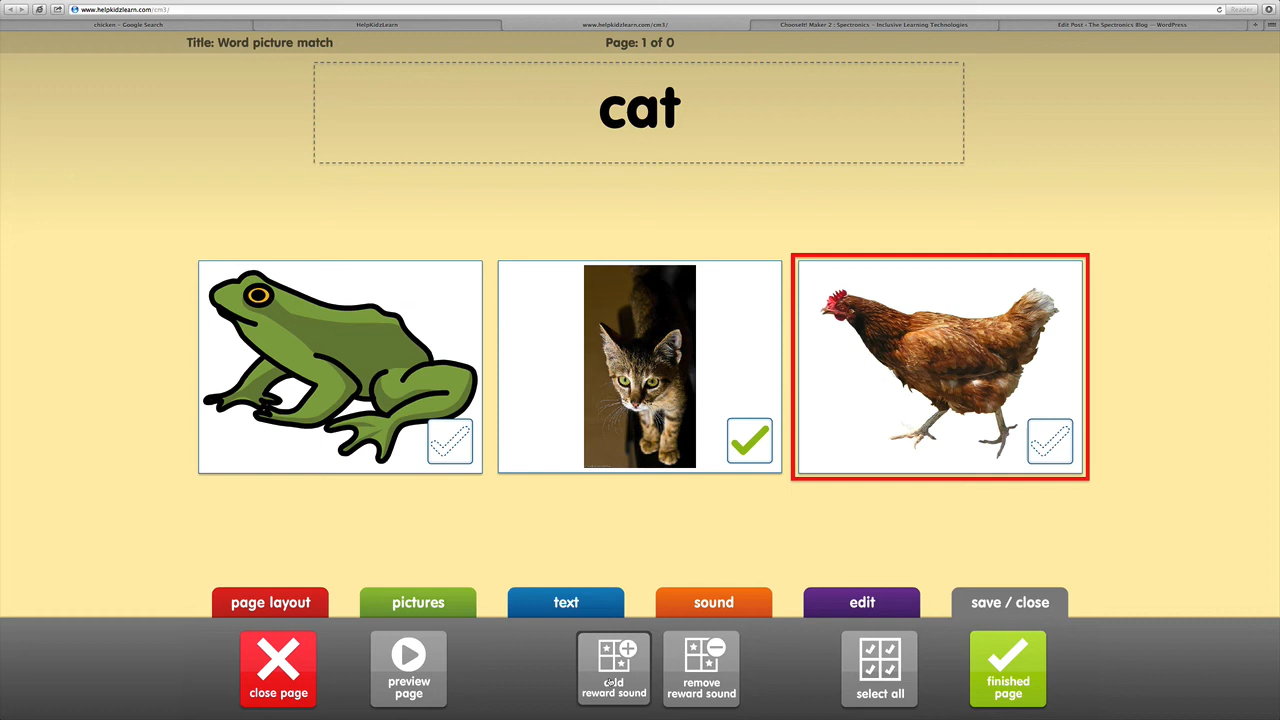 www.helpkidzlearn.com/cm3/
Reader
chicken – Google Search
HelpKidzLearn
www.helpkidzlearn.com/cm3/
ChooseIt! Maker 2 : Spectronics – Inclusive Learning Technologies
Edit Post ‹ The Spectronics Blog — WordPress
Title: Word picture match
Page: 1 of 0
cat
page layout
pictures
text
sound
edit
save / close
close page
preview
page
add
reward sound
remove
reward sound
select all
finished
page